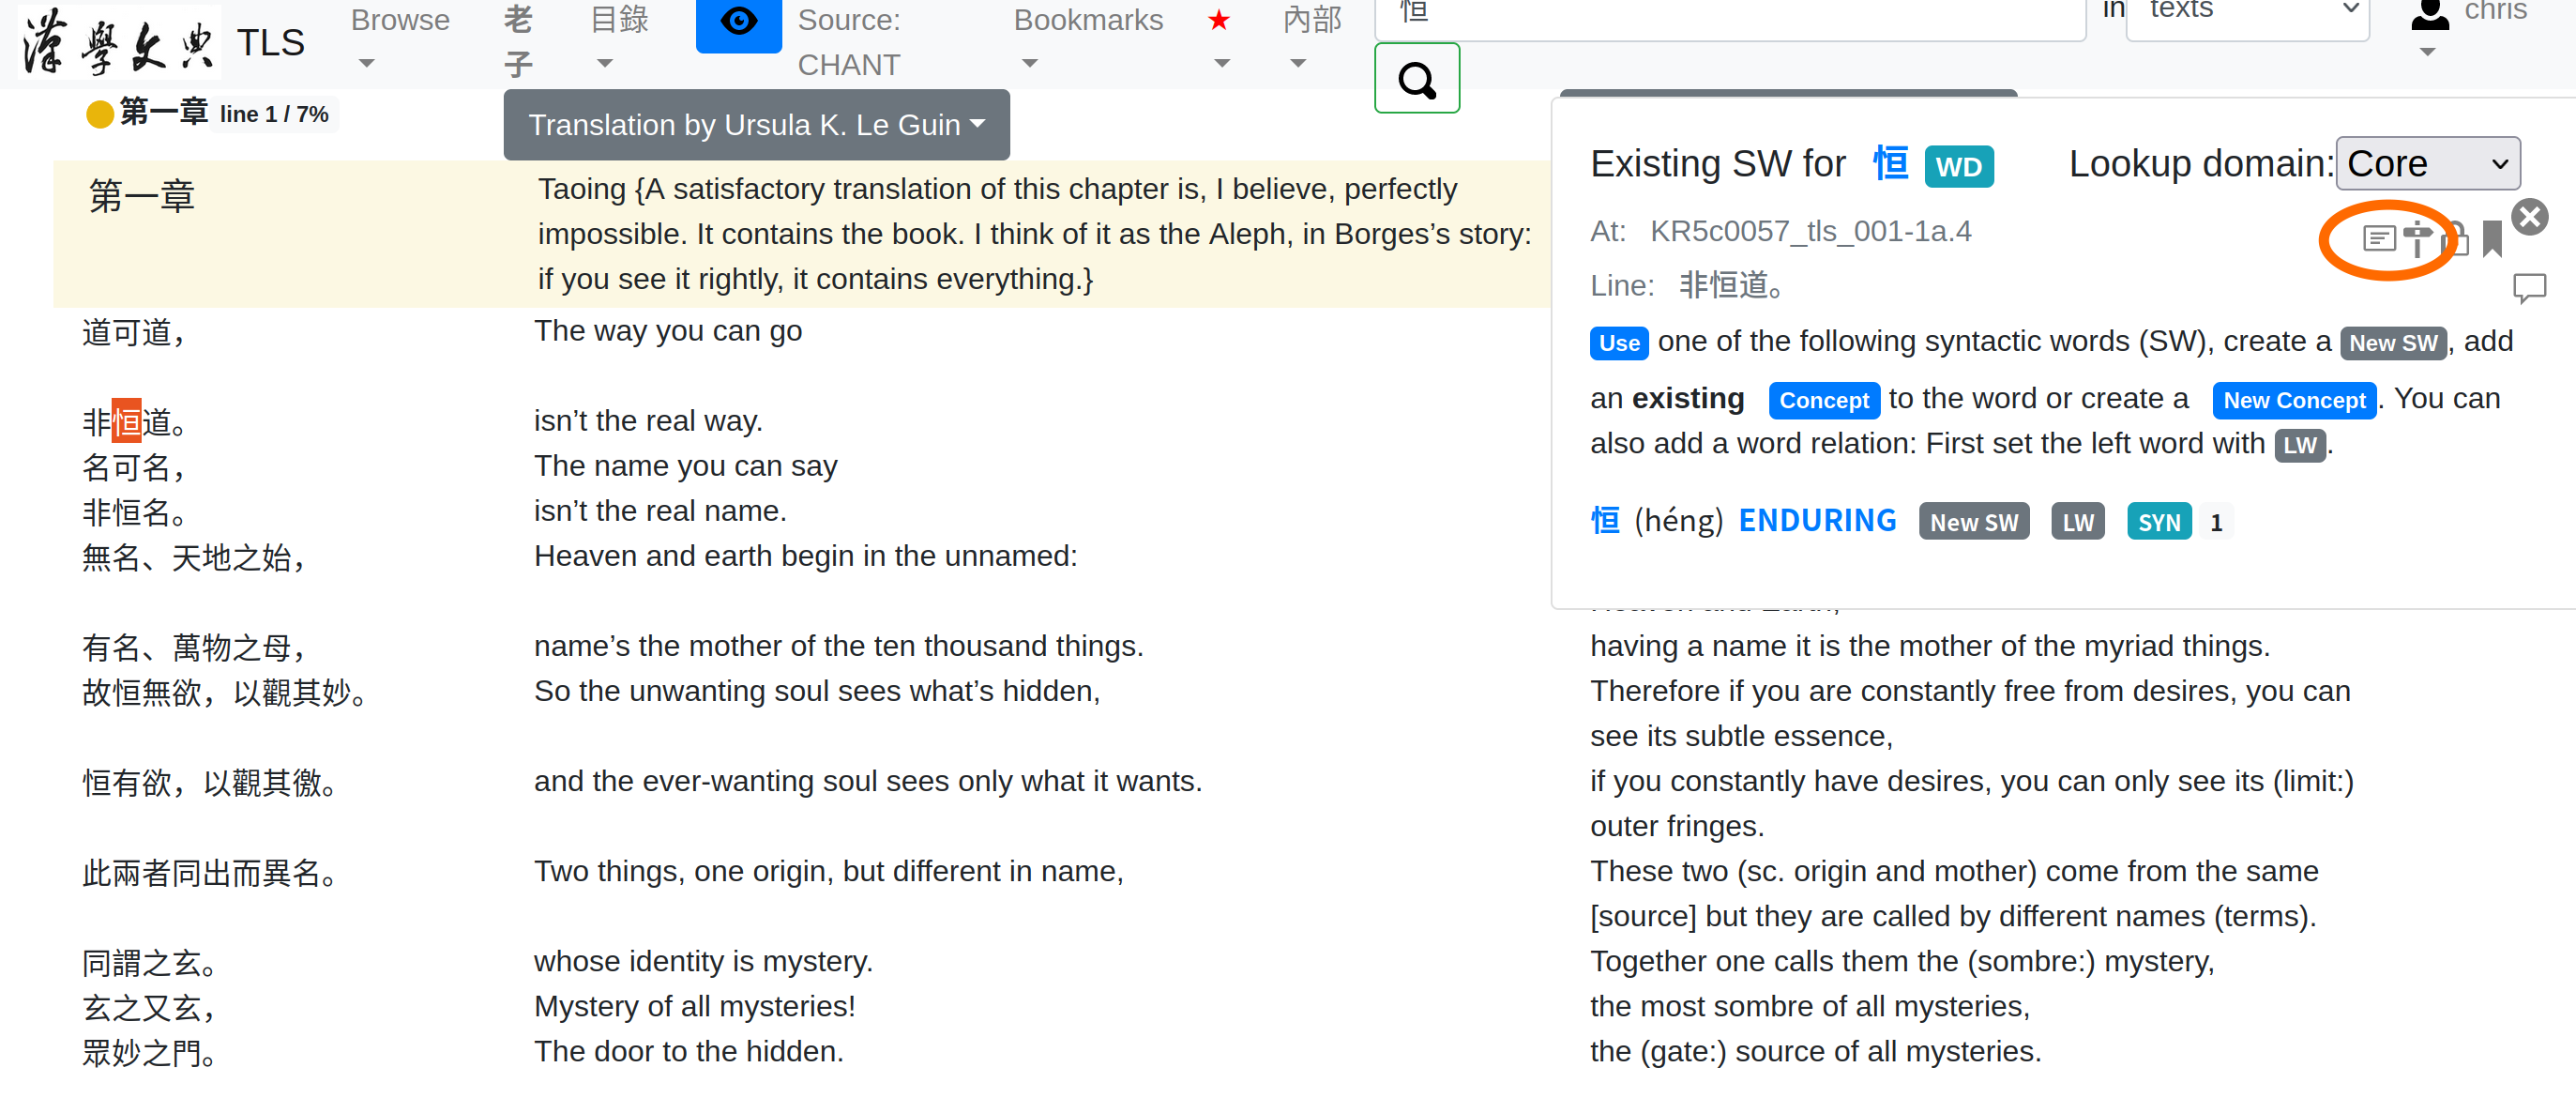 漢學文典 TLS Browse 老子 目錄 Source: CHANT Bookmarks 內部 恒 in texts chris
第一章 line 1 / 7%
Translation by Ursula K. Le Guin
第一章
Taoing {A satisfactory translation of this chapter is, I believe, perfectly
impossible. It contains the book. I think of it as the Aleph, in Borges’s story:
if you see it rightly, it contains everything.}
道可道，
The way you can go
非恒道。
isn’t the real way.
名可名，
The name you can say
非恒名。
isn’t the real name.
無名、天地之始，
Heaven and earth begin in the unnamed:
有名、萬物之母，
name’s the mother of the ten thousand things.
having a name it is the mother of the myriad things.
故恒無欲，以觀其妙。
So the unwanting soul sees what’s hidden,
Therefore if you are constantly free from desires, you can
see its subtle essence,
恒有欲，以觀其徼。
and the ever-wanting soul sees only what it wants.
if you constantly have desires, you can only see its (limit:)
outer fringes.
此兩者同出而異名。
Two things, one origin, but different in name,
These two (sc. origin and mother) come from the same
[source] but they are called by different names (terms).
同謂之玄。
whose identity is mystery.
Together one calls them the (sombre:) mystery,
玄之又玄，
Mystery of all mysteries!
the most sombre of all mysteries,
眾妙之門。
The door to the hidden.
the (gate:) source of all mysteries.
Existing SW for 恒 WD Lookup domain: Core
At: KR5c0057_tls_001-1a.4
Line: 非恒道。
Use one of the following syntactic words (SW), create a New SW, add
an existing Concept to the word or create a New Concept. You can
also add a word relation: First set the left word with LW.
恒 (héng) ENDURING New SW LW SYN 1